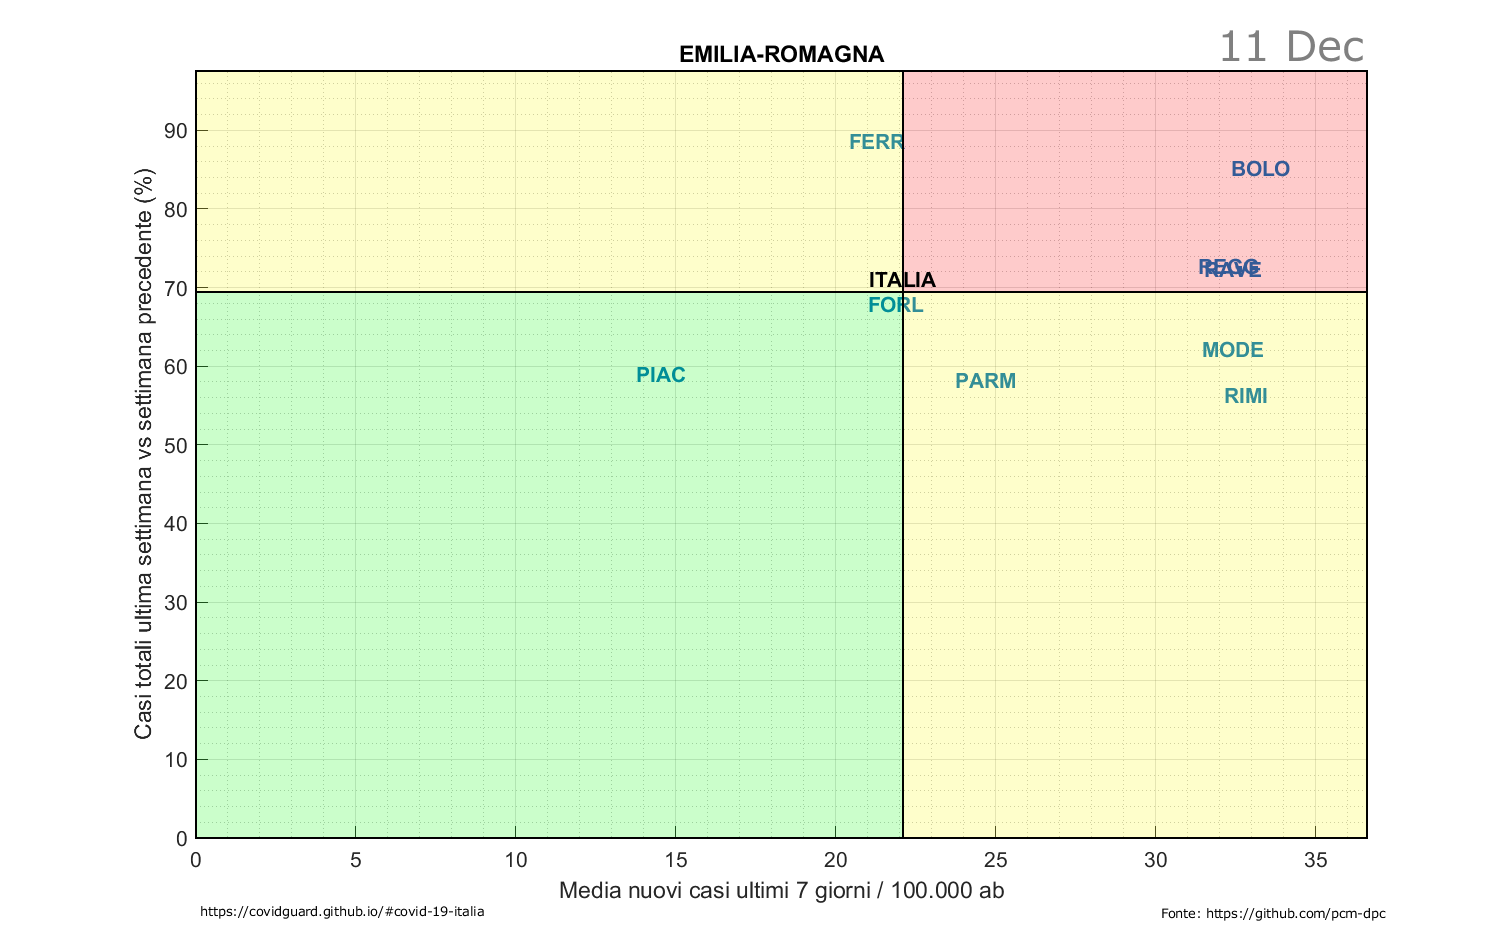 EMILIA-ROMAGNA
11 Dec
Casi totali ultima settimana vs settimana precedente (%)
90
80
70
60
50
40
30
20
10
0
FERR
BOLO
REGG
RAVE
ITALIA
FORL
MODE
PIAC
PARM
RIMI
0 5 10 15 20 25 30 35
Media nuovi casi ultimi 7 giorni / 100.000 ab
https://covidguard.github.io/#covid-19-italia
Fonte: https://github.com/pcm-dpc